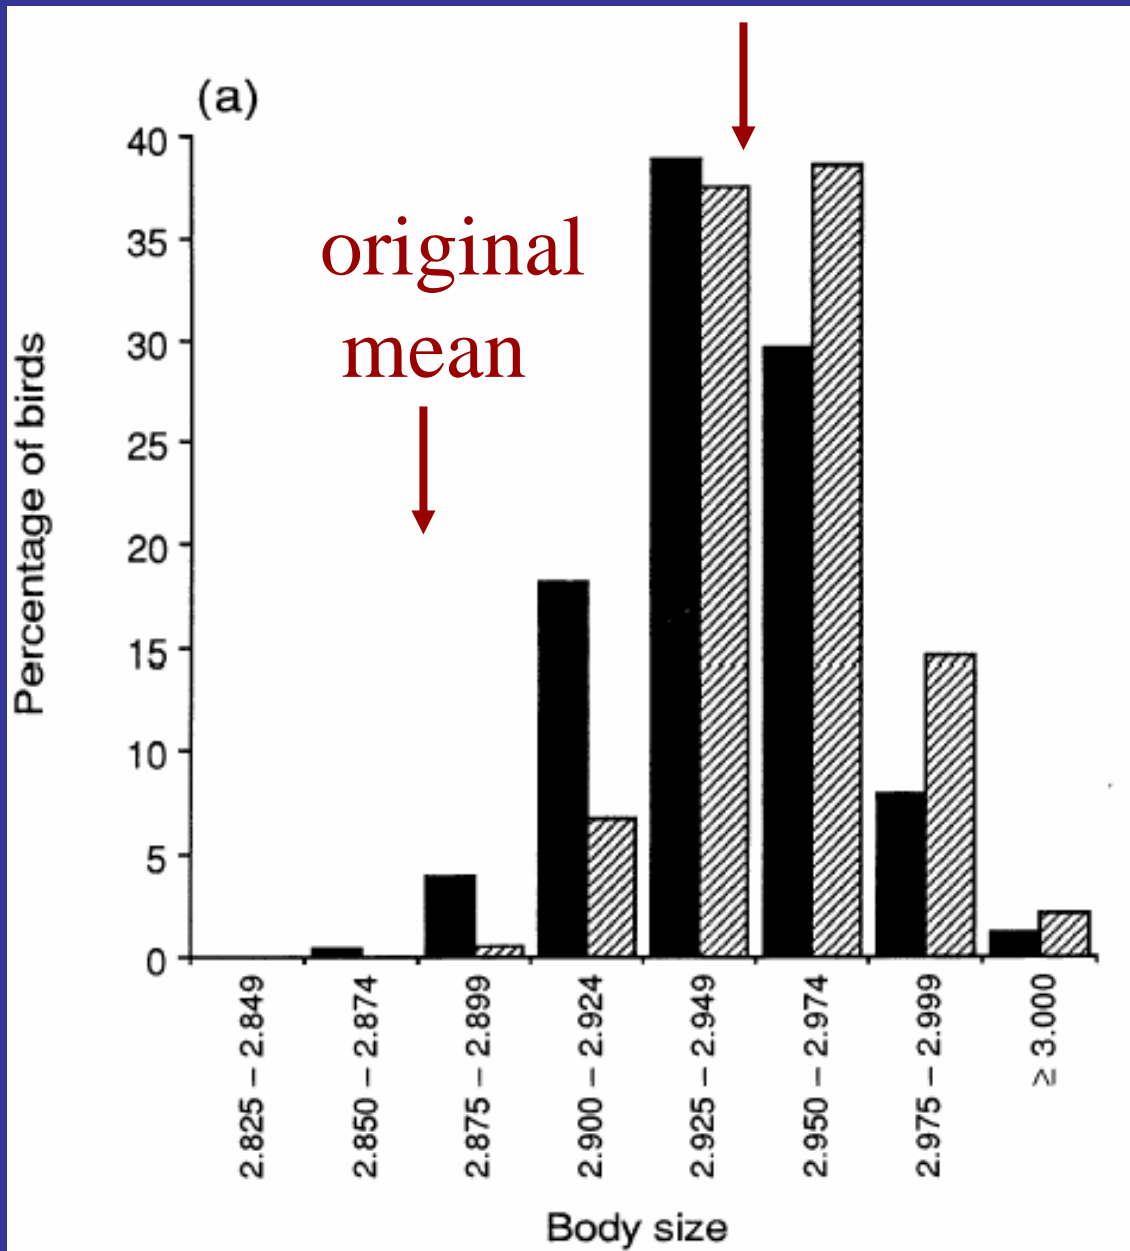 (a)
original
mean
Percentage of birds
40
35
30
25
20
15
10
5
0
2.825 – 2.849
2.850 – 2.874
2.875 – 2.899
2.900 – 2.924
2.925 – 2.949
2.950 – 2.974
2.975 – 2.999
≥ 3.000
Body size